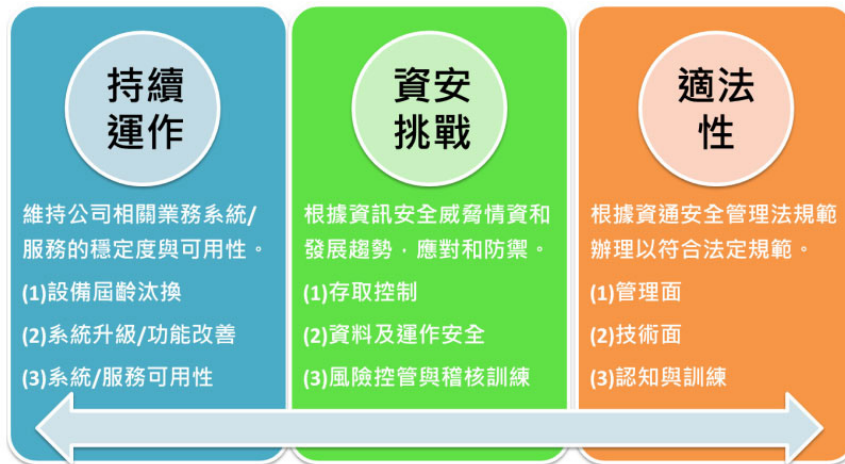 持續
運作
維持公司相關業務系統/
服務的穩定度與可用性。
(1)設備屆齡汰換
(2)系統升級/功能改善
(3)系統/服務可用性
資安
挑戰
根據資訊安全威脅情資和
發展趨勢，應對和防禦。
(1)存取控制
(2)資料及運作安全
(3)風險控管與稽核訓練
適法
性
根據資通安全管理法規範
辦理以符合法定規範。
(1)管理面
(2)技術面
(3)認知與訓練